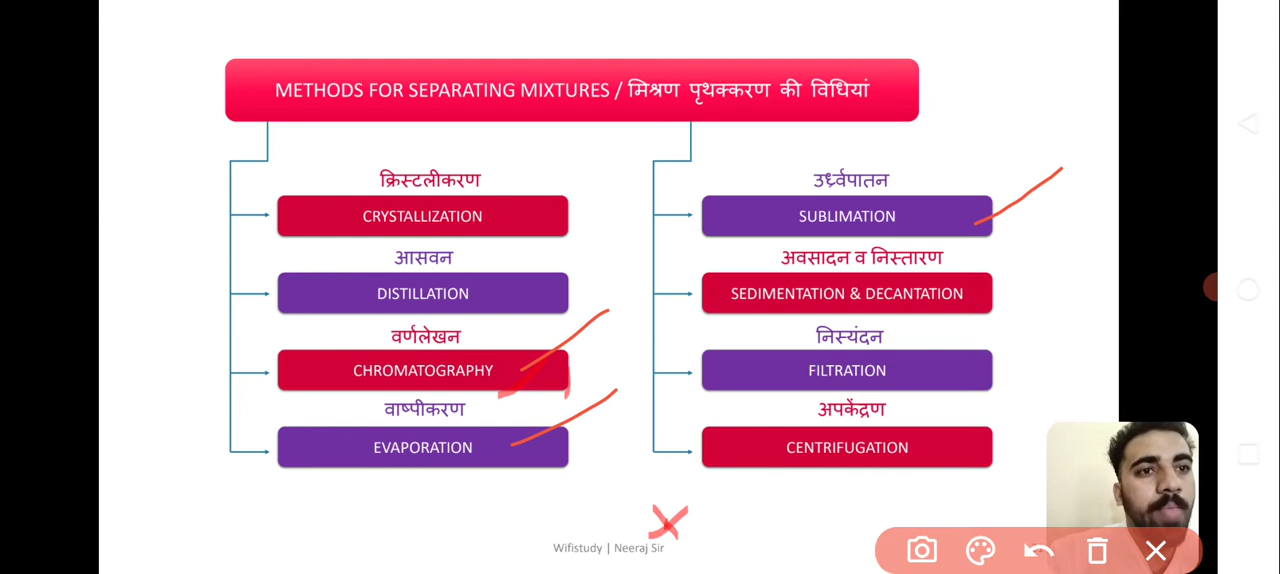 METHODS FOR SEPARATING MIXTURES / मिश्रण पृथक्करण की विधियां
क्रिस्टलीकरण
CRYSTALLIZATION
आसवन
DISTILLATION
वर्णलेखन
CHROMATOGRAPHY
वाष्पीकरण
EVAPORATION
उर्ध्र्वपातन
SUBLIMATION
अवसादन व निस्तारण
SEDIMENTATION & DECANTATION
निस्यंदन
FILTRATION
अपकेंद्रण
CENTRIFUGATION
Wifistudy | Neeraj Sir